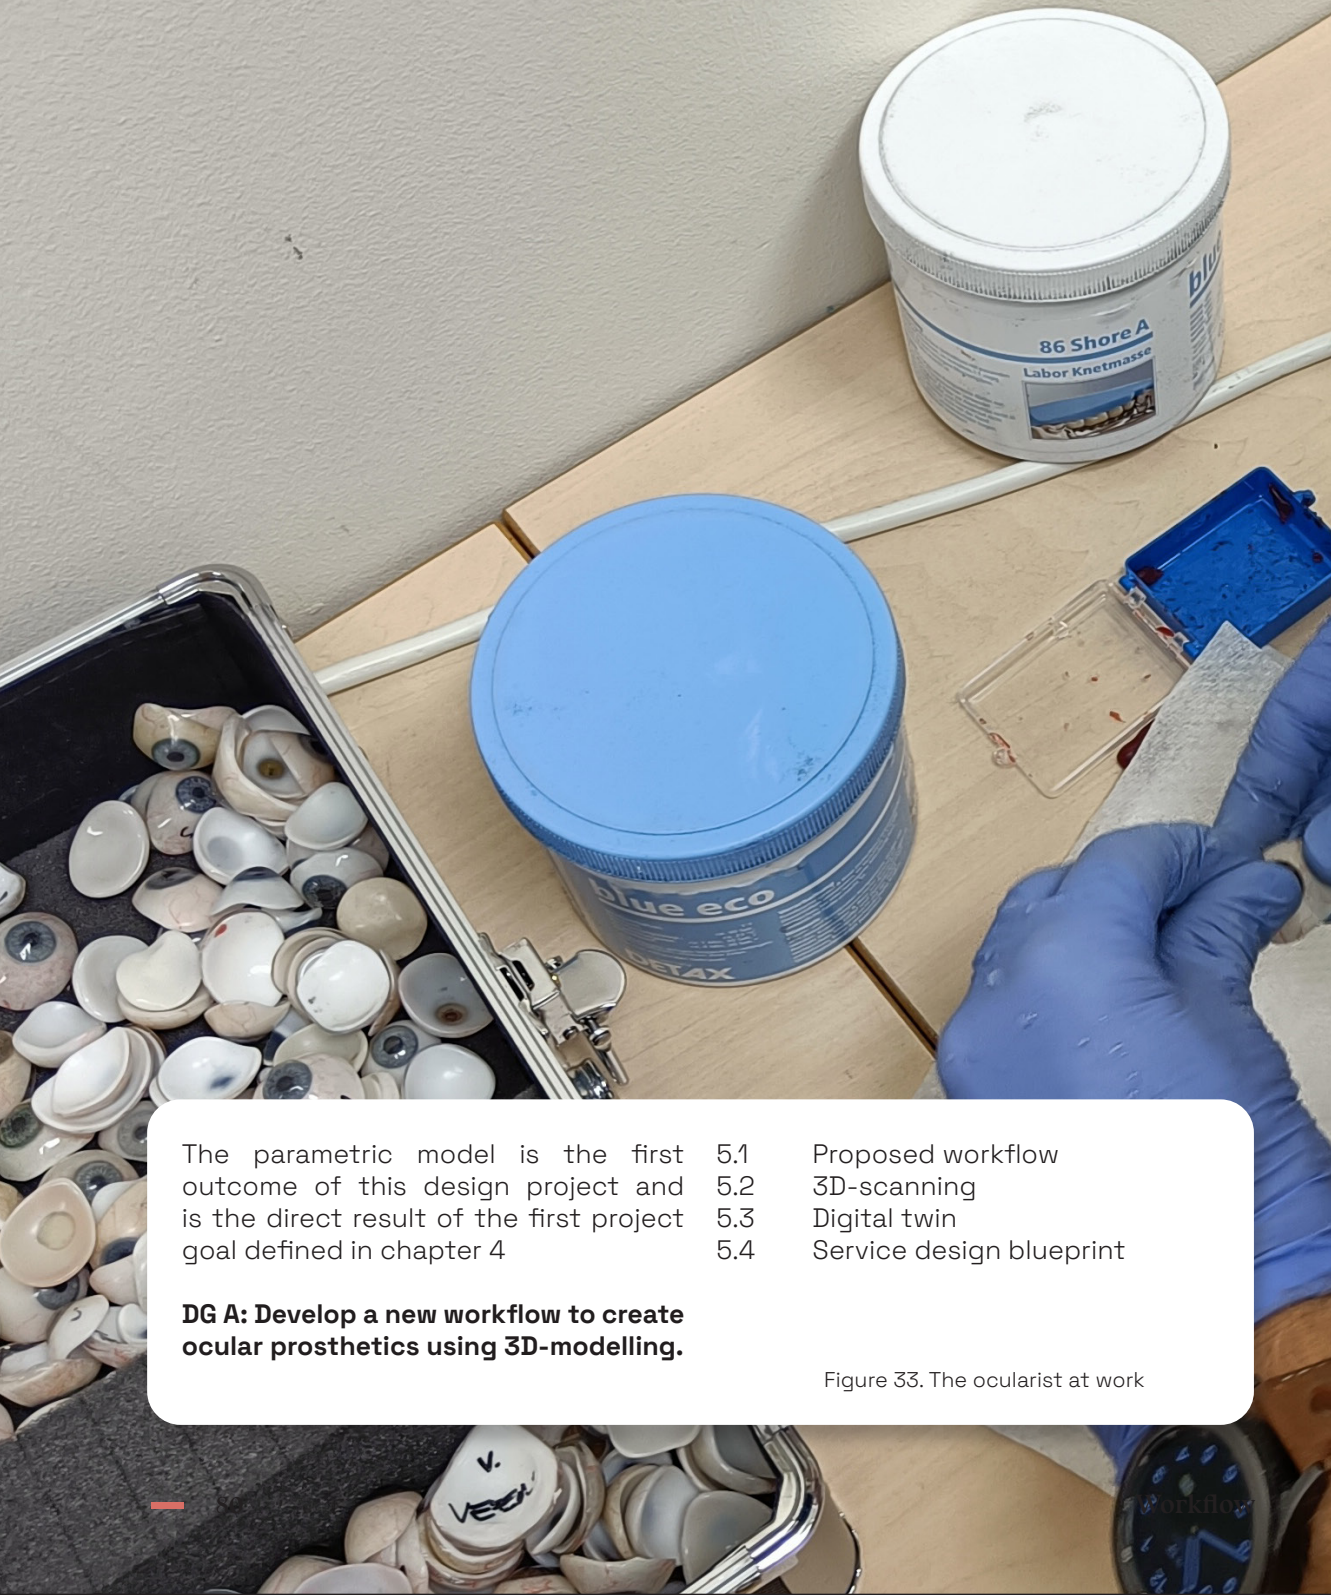 blue
86 Shore A
Labor Knetmasse
blue eco
DETAX
The parametric model is the first
outcome of this design project and
is the direct result of the first project
goal defined in chapter 4
DG A: Develop a new workflow to create
ocular prosthetics using 3D-modelling.
5.1 Proposed workflow
5.2 3D-scanning
5.3 Digital twin
5.4 Service design blueprint
Figure 33. The ocularist at work
V.
VEEN
Workflow